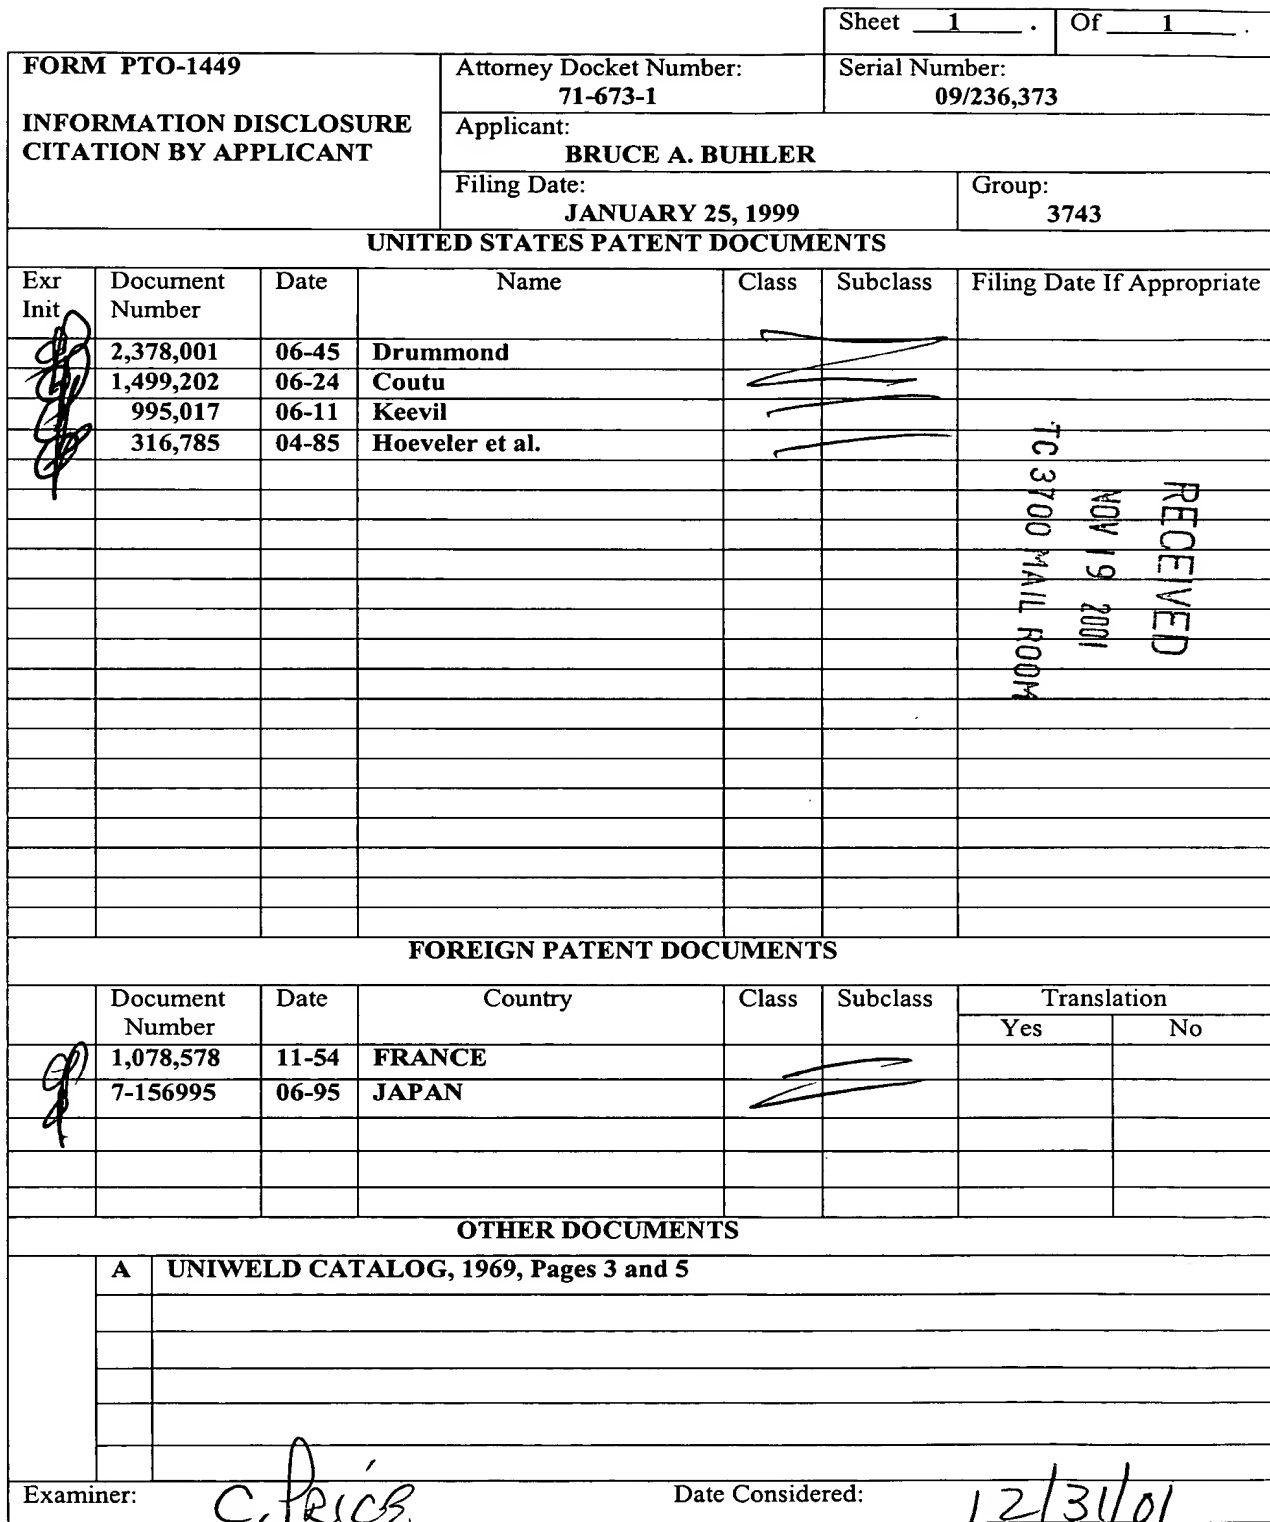 Sheet 1 . Of 1 .
FORM PTO-1449
Attorney Docket Number:
71-673-1
Serial Number:
09/236,373
INFORMATION DISCLOSURE
CITATION BY APPLICANT
Applicant:
BRUCE A. BUHLER
Filing Date:
JANUARY 25, 1999
Group:
3743
UNITED STATES PATENT DOCUMENTS
Exr Init Document Number Date Name Class Subclass Filing Date If Appropriate
2,378,001 06-45 Drummond
1,499,202 06-24 Coutu
995,017 06-11 Keevil
316,785 04-85 Hoeveler et al.
RECEIVED
NOV 19 2001
TC 3700 MAIL ROOM
FOREIGN PATENT DOCUMENTS
Document Number Date Country Class Subclass Translation
Yes No
1,078,578 11-54 FRANCE
7-156995 06-95 JAPAN
OTHER DOCUMENTS
A UNIWELD CATALOG, 1969, Pages 3 and 5
Examiner: C. PRICE Date Considered: 12/31/01